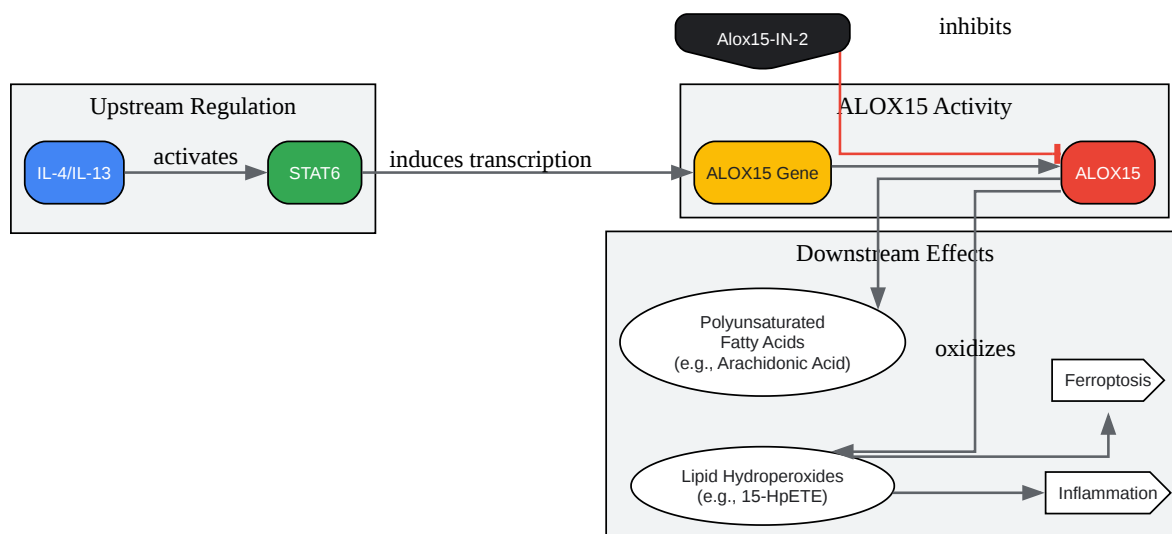 Alox15-IN-2
inhibits
Upstream Regulation
ALOX15 Activity
IL-4/IL-13
activates
STAT6
induces transcription
ALOX15 Gene
ALOX15
Downstream Effects
Polyunsaturated
Fatty Acids
(e.g., Arachidonic Acid)
oxidizes
Ferroptosis
Lipid Hydroperoxides
(e.g., 15-HpETE)
Inflammation